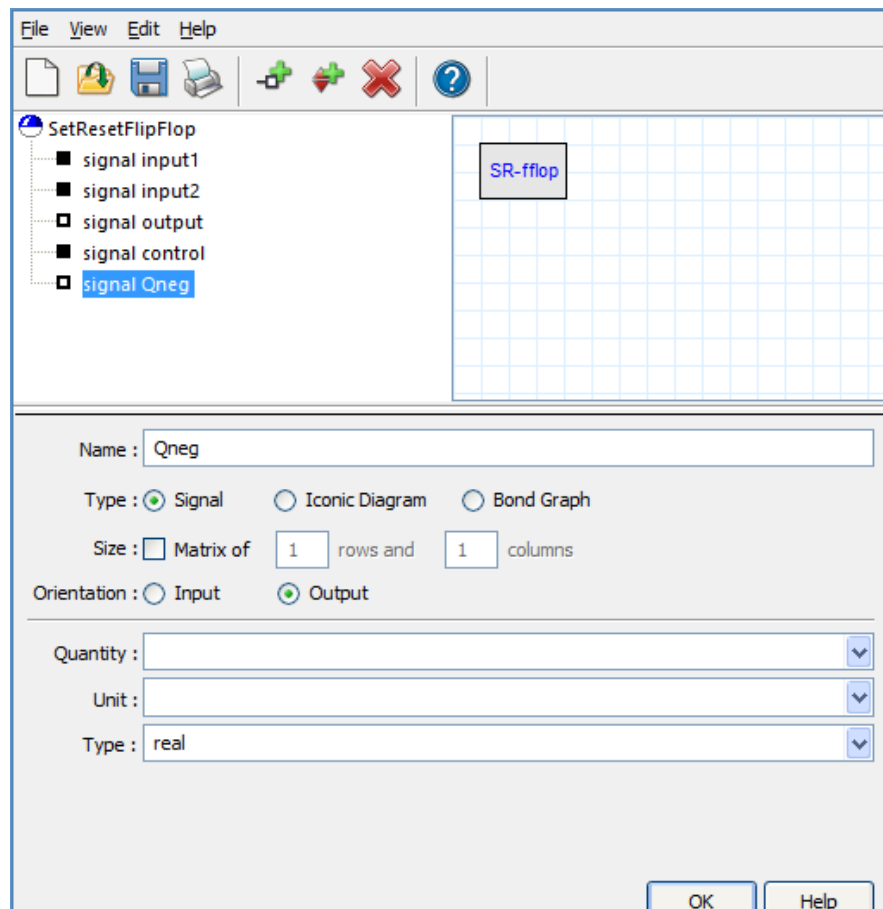 File View Edit Help
SetResetFlipFlop
signal input1
signal input2
signal output
signal control
signal Qneg
SR-fflop
Name : Qneg
Type : Signal Iconic Diagram Bond Graph
Size : Matrix of 1 rows and 1 columns
Orientation : Input Output
Quantity :
Unit :
Type : real
OK Help